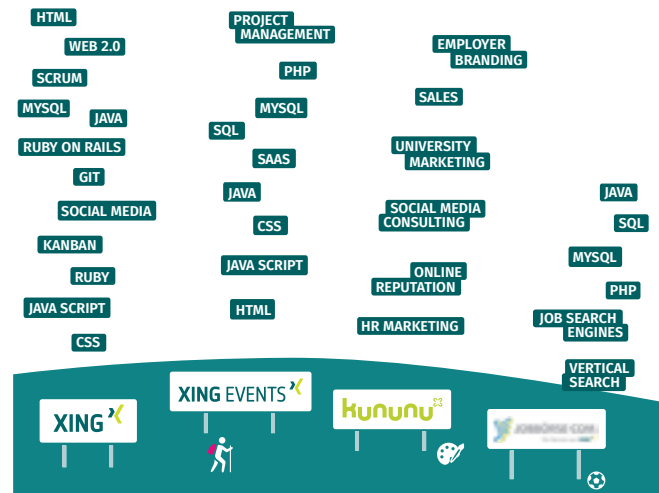 HTML
WEB 2.0
SCRUM
MYSQL
JAVA
RUBY ON RAILS
GIT
SOCIAL MEDIA
KANBAN
RUBY
JAVA SCRIPT
CSS
XING
PROJECT
MANAGEMENT
PHP
MYSQL
SQL
SAAS
JAVA
CSS
JAVA SCRIPT
HTML
XING EVENTS
EMPLOYER
BRANDING
SALES
UNIVERSITY
MARKETING
SOCIAL MEDIA
CONSULTING
ONLINE
REPUTATION
HR MARKETING
kununu
JAVA
SQL
MYSQL
PHP
JOB SEARCH
ENGINES
VERTICAL
SEARCH
JOBBÖRSE.COM